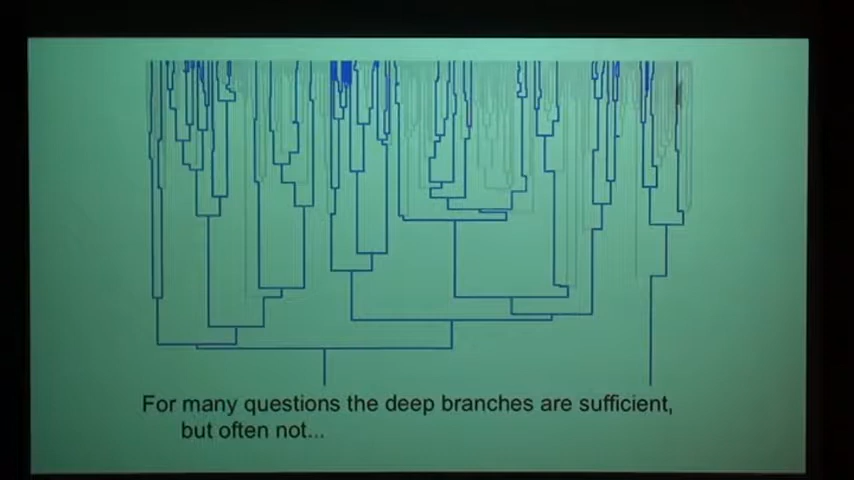 For many questions the deep branches are sufficient,
but often not...